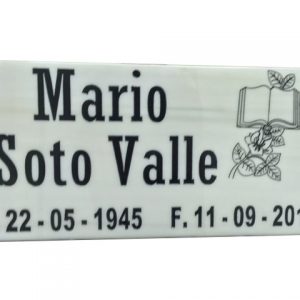 Mario
Soto Valle
22 - 05 - 1945 F. 11 - 09 - 201